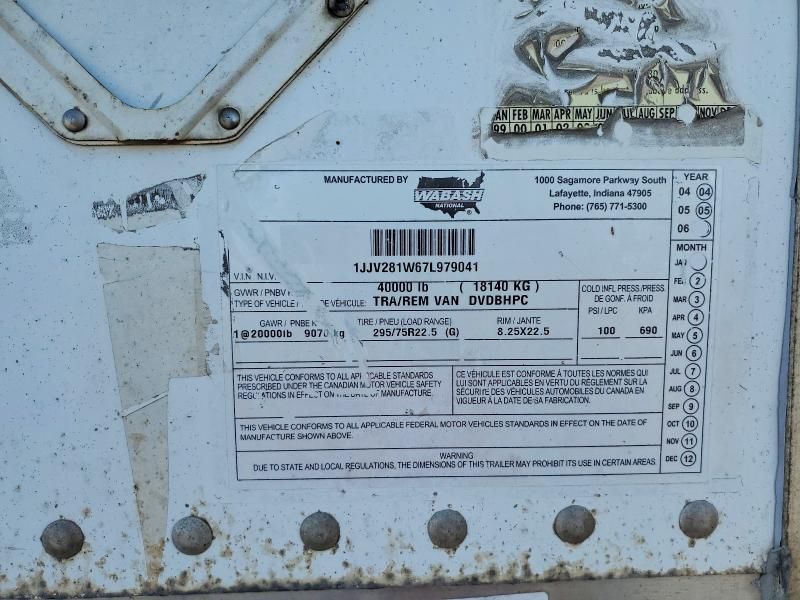 FEB MAR APR MAY JUN AUG SEP NOV
99 00 01 02
MANUFACTURED BY
WABASH
NATIONAL ®
1000 Sagamore Parkway South
Lafayette, Indiana 47905
Phone: (765) 771-5300
YEAR
04 04
05 05
06
MONTH
JAN
FEB 2
MAR 3
APR 4
MAY 5
JUN 6
JUL 7
AUG 8
SEP 9
OCT 10
NOV 11
DEC 12
1JJV281W67L979041
V.I.N. N.I.V.
GVWR / PNBV 40000 lb ( 18140 KG )
TYPE OF VEHICLE / DE VÉHICULE: TRA/REM VAN DVDBHPC
COLD INFL PRESS/PRESS
DE GONF. À FROID
PSI / LPC KPA
100 690
GAWR / PNBE TIRE / PNEU (LOAD RANGE) RIM / JANTE
1@20000lb 9070 kg 295/75R22.5 (G) 8.25X22.5
THIS VEHICLE CONFORMS TO ALL APPLICABLE STANDARDS
PRESCRIBED UNDER THE CANADIAN MOTOR VEHICLE SAFETY
REGULATIONS IN EFFECT ON THE DATE OF MANUFACTURE
CE VÉHICULE EST CONFORME À TOUTES LES NORMES QUI
LUI SONT APPLICABLES EN VERTU DU RÉGLEMENT SUR LA
SÉCURITÉ DES VÉHICULES AUTOMOBILES DU CANADA EN
VIGUEUR À LA DATE DE SA FABRICATION.
THIS VEHICLE CONFORMS TO ALL APPLICABLE FEDERAL MOTOR VEHICLES STANDARDS IN EFFECT ON THE DATE OF
MANUFACTURE SHOWN ABOVE.
WARNING
DUE TO STATE AND LOCAL REGULATIONS, THE DIMENSIONS OF THIS TRAILER MAY PROHIBIT ITS USE IN CERTAIN AREAS.